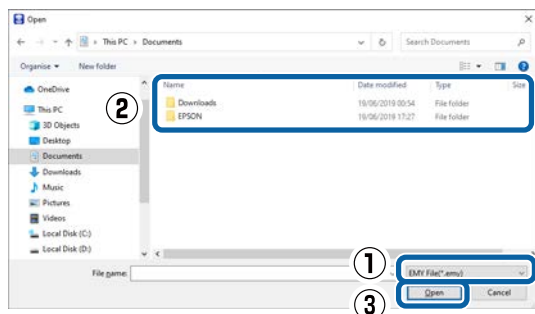 Open
This PC › Documents
Search Documents
Organise
New folder
OneDrive
This PC
3D Objects
Desktop
Documents
Downloads
Music
Pictures
Videos
Local Disk (C:)
Local Disk (D:)
2
Name Date modified Type Size
Downloads 19/06/2019 00:54 File folder
EPSON 19/06/2019 17:27 File folder
File name:
1
EMY File(*.emy)
3
Open
Cancel